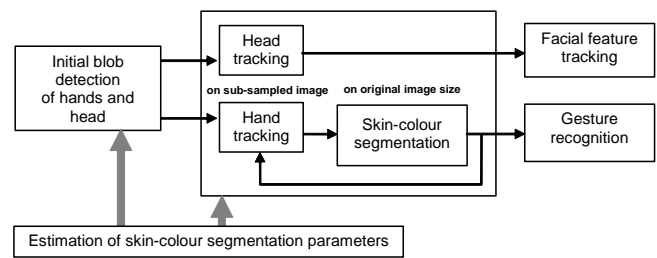 Initial blob
detection
of hands and
head
Head
tracking
on sub-sampled image
Hand
tracking
on original image size
Skin-colour
segmentation
Facial feature
tracking
Gesture
recognition
Estimation of skin-colour segmentation parameters